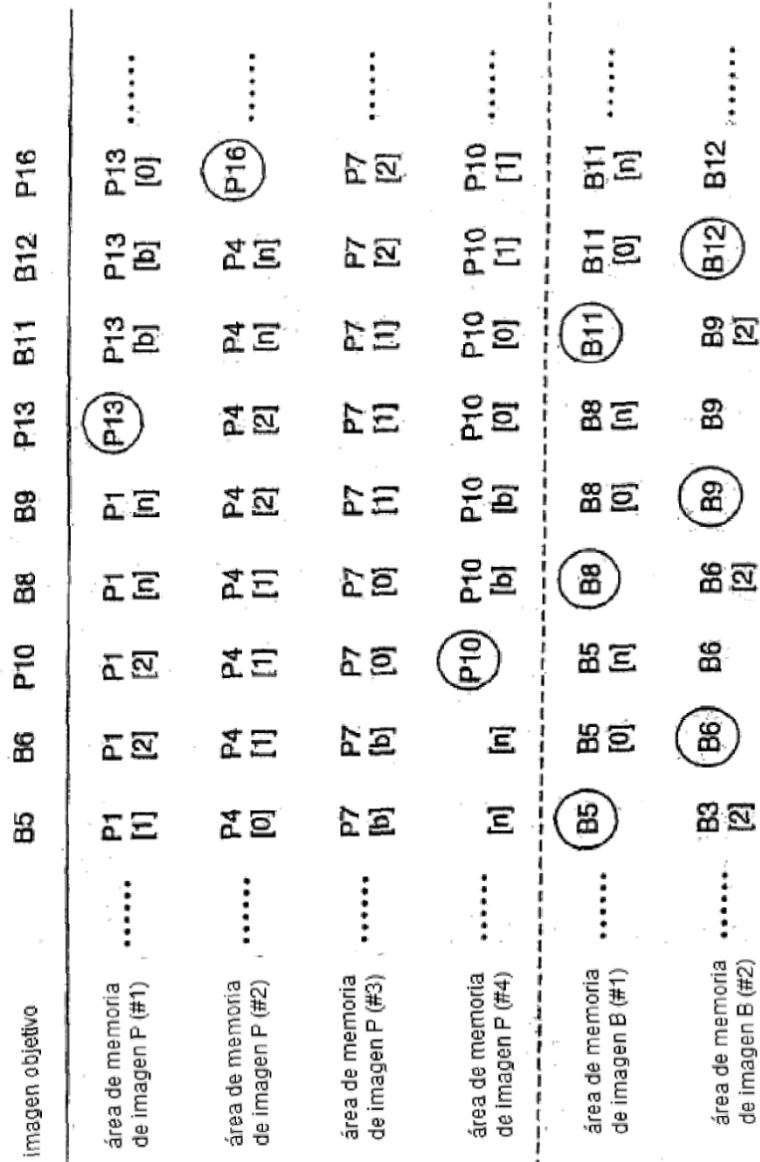 imagen objetivo B5 B6 P10 B8 B9 P13 B11 B12 P16
área de memoria P1 P1 P1 P1 P1 P13 P13 P13 P13
de imagen P (#1) ...... [1] [2] [2] [n] [n] [b] [b] [0] ......
área de memoria P4 P4 P4 P4 P4 P4 P4 P4 P16
de imagen P (#2) ...... [0] [1] [1] [1] [2] [2] [n] [n] ......
área de memoria P7 P7 P7 P7 P7 P7 P7 P7 P7
de imagen P (#3) ...... [b] [b] [0] [0] [1] [1] [1] [2] [2] ......
área de memoria P10 P10 P10 P10 P10 P10 P10
de imagen P (#4) ...... [n] [n] [b] [b] [0] [0] [1] [1] ......
área de memoria B5 B5 B5 B8 B8 B8 B11 B11 B11
de imagen B (#1) ...... [0] [n] [0] [n] [0] [n] ......
área de memoria B3 B6 B6 B6 B9 B9 B9 B12 B12
de imagen B (#2) ...... [2] [2] [2] ......